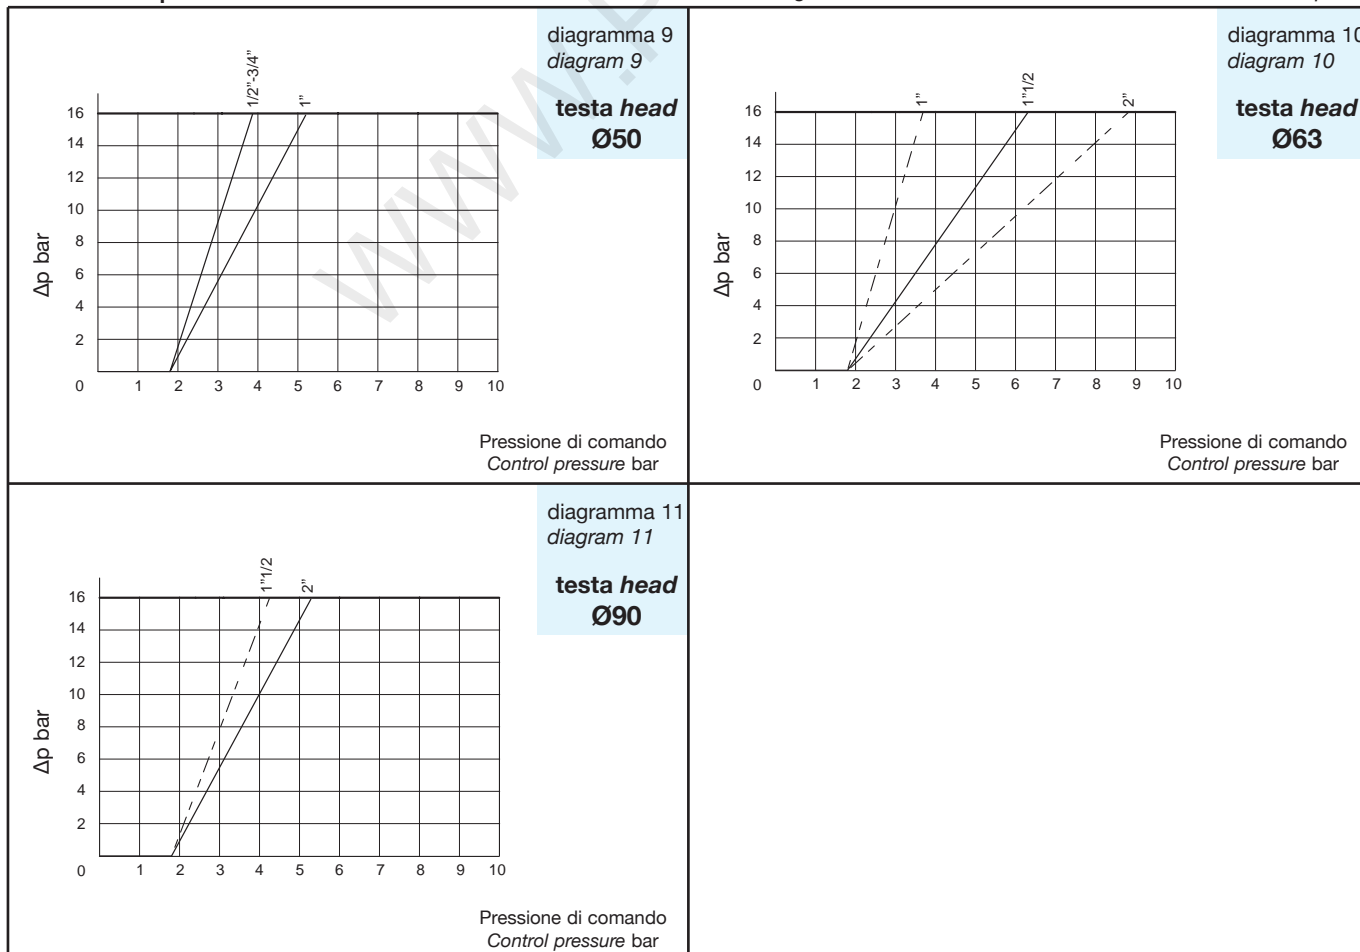 diagramma 9
diagram 9
testa head
Ø50
1/2”-3/4”
1”
16
14
12
10
8
6
4
2
0
1 2 3 4 5 6 7 8 9 10
Δp bar
Pressione di comando
Control pressure bar
diagramma 10
diagram 10
testa head
Ø63
1”
1”1/2
2”
16
14
12
10
8
6
4
2
0
1 2 3 4 5 6 7 8 9 10
Δp bar
Pressione di comando
Control pressure bar
diagramma 11
diagram 11
testa head
Ø90
1”1/2
2”
16
14
12
10
8
6
4
2
0
1 2 3 4 5 6 7 8 9 10
Δp bar
Pressione di comando
Control pressure bar
www.